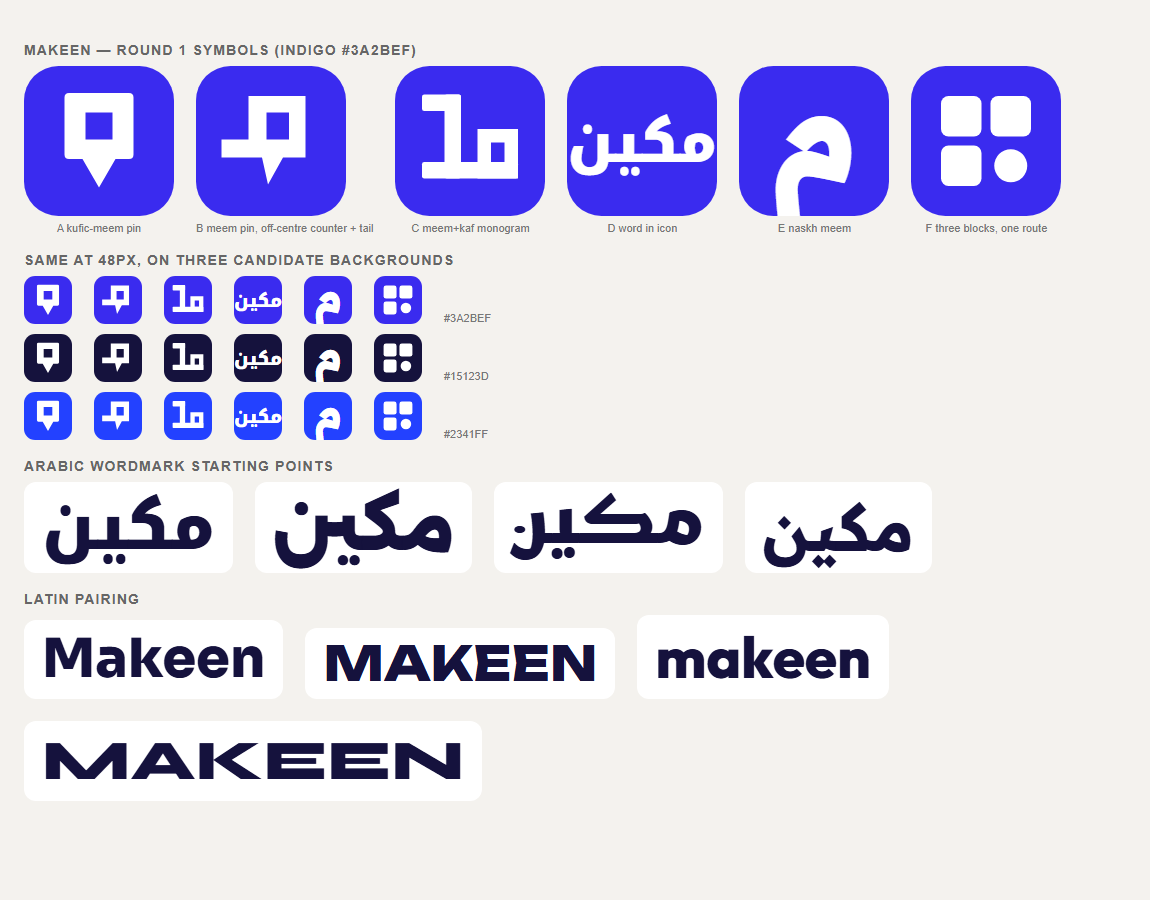 MAKEEN — ROUND 1 SYMBOLS (INDIGO #3A2BEF)
مكين
م
A kufic-meem pin
B meem pin, off-centre counter + tail
C meem+kaf monogram
D word in icon
E naskh meem
F three blocks, one route
SAME AT 48PX, ON THREE CANDIDATE BACKGROUNDS
مكين م
#3A2BEF
مكين م
#15123D
مكين م
#2341FF
ARABIC WORDMARK STARTING POINTS
مكين
مكين
مكين
مكين
LATIN PAIRING
Makeen
MAKEEN
makeen
MAKEEN